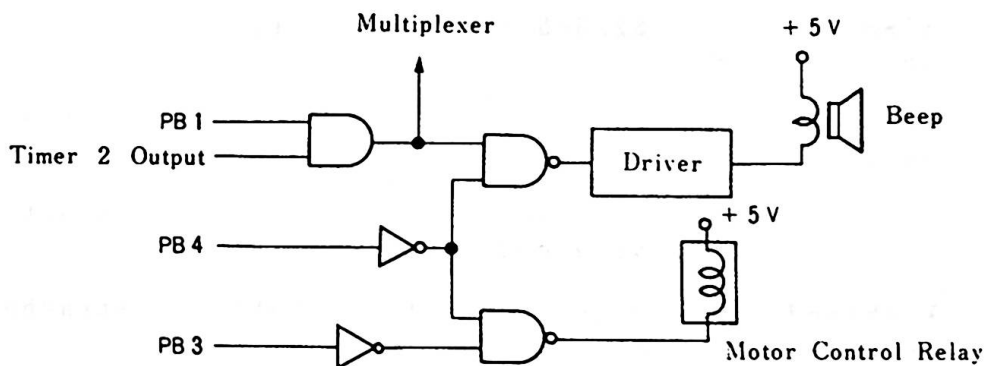 Multiplexer
+ 5 V
PB 1
Beep
Timer 2 Output
Driver
+ 5 V
PB 4
PB 3
Motor Control Relay